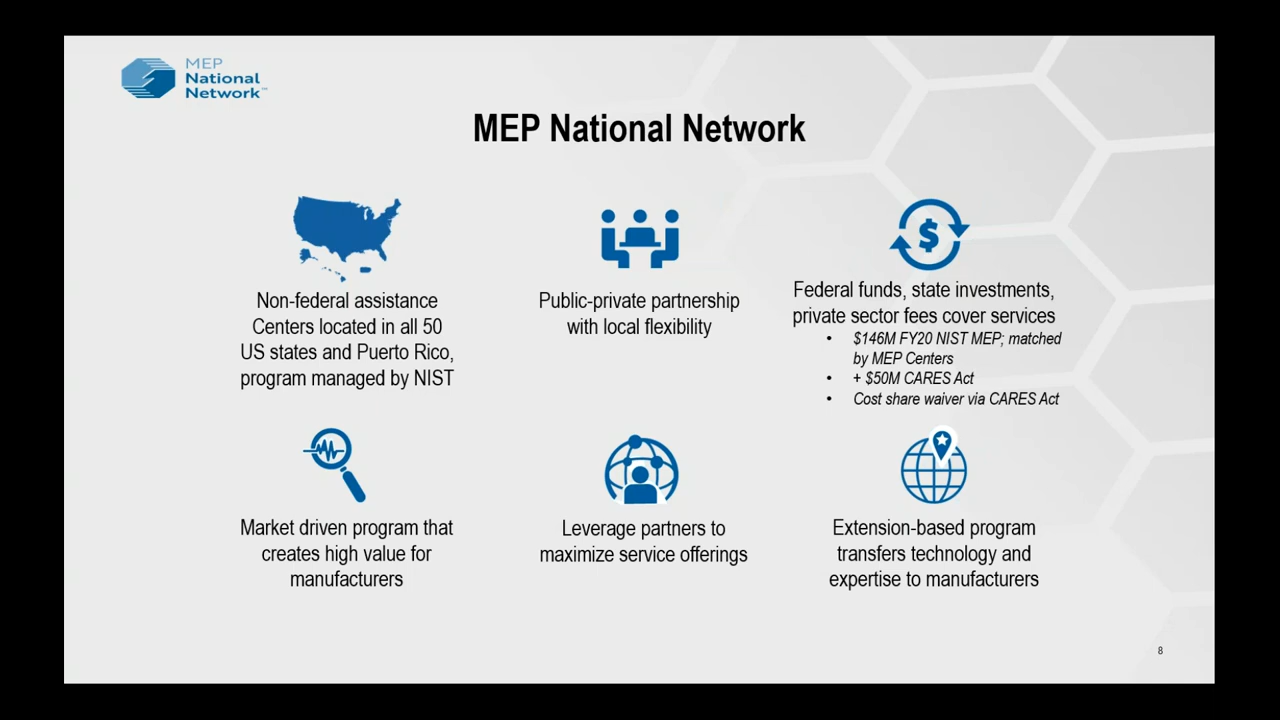 MEP
National
Network™
MEP National Network
Non-federal assistance
Centers located in all 50
US states and Puerto Rico,
program managed by NIST
Public-private partnership
with local flexibility
$
Federal funds, state investments,
private sector fees cover services
• $146M FY20 NIST MEP; matched
by MEP Centers
• + $50M CARES Act
• Cost share waiver via CARES Act
Market driven program that
creates high value for
manufacturers
Leverage partners to
maximize service offerings
Extension-based program
transfers technology and
expertise to manufacturers
8